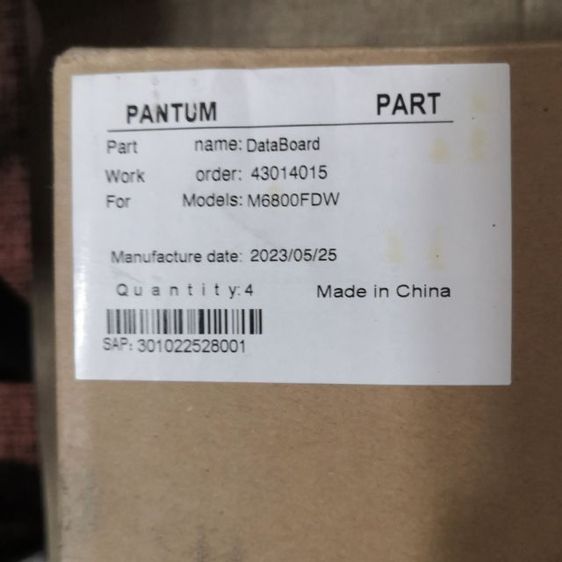 PANTUM PART
Part name: DataBoard
Work order: 43014015
For Models: M6800FDW
Manufacture date: 2023/05/25
Quantity: 4 Made in China
SAP: 301022528001